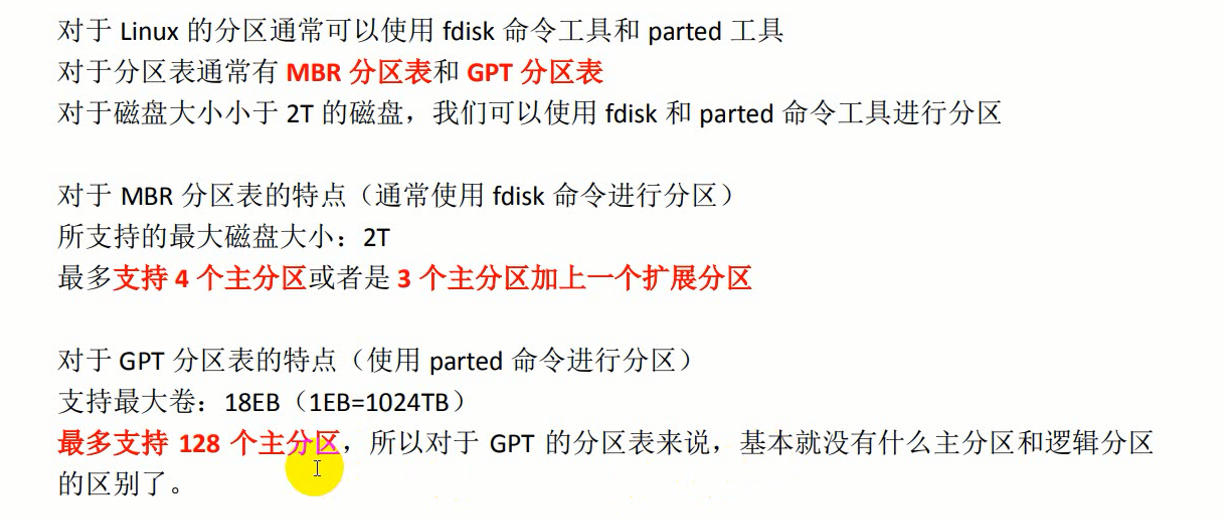 对于 Linux 的分区通常可以使用 fdisk 命令工具和 parted 工具
对于分区表通常有 MBR 分区表和 GPT 分区表
对于磁盘大小小于 2T 的磁盘，我们可以使用 fdisk 和 parted 命令工具进行分区
对于 MBR 分区表的特点（通常使用 fdisk 命令进行分区）
所支持的最大磁盘大小：2T
最多支持 4 个主分区或者是 3 个主分区加上一个扩展分区
对于 GPT 分区表的特点（使用 parted 命令进行分区）
支持最大卷：18EB（1EB=1024TB）
最多支持 128 个主分区，所以对于 GPT 的分区表来说，基本就没有什么主分区和逻辑分区
的区别了。